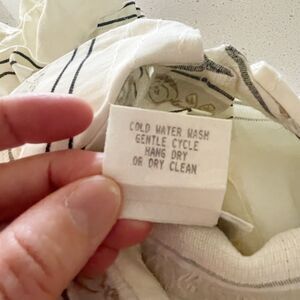 COLD WATER WASH
GENTLE CYCLE
HANG DRY
OR DRY CLEAN